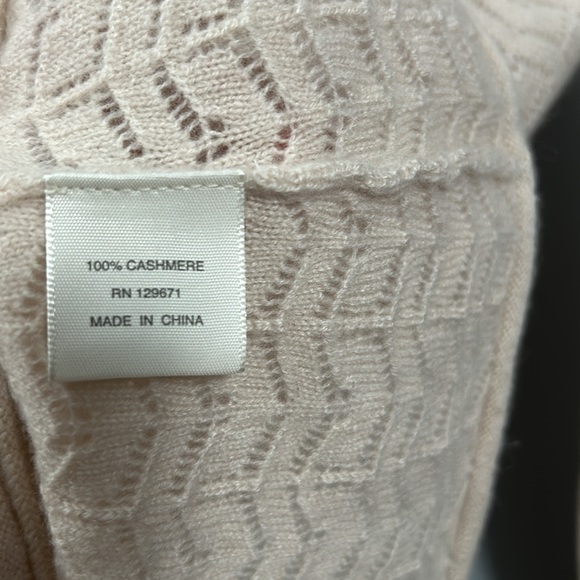 100% CASHMERE
RN 129671
MADE IN CHINA